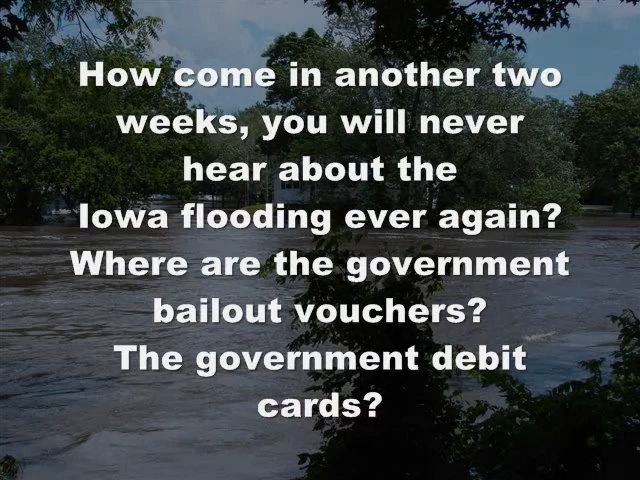 How come in another two
weeks, you will never
hear about the
Iowa flooding ever again?
Where are the government
bailout vouchers?
The government debit
cards?